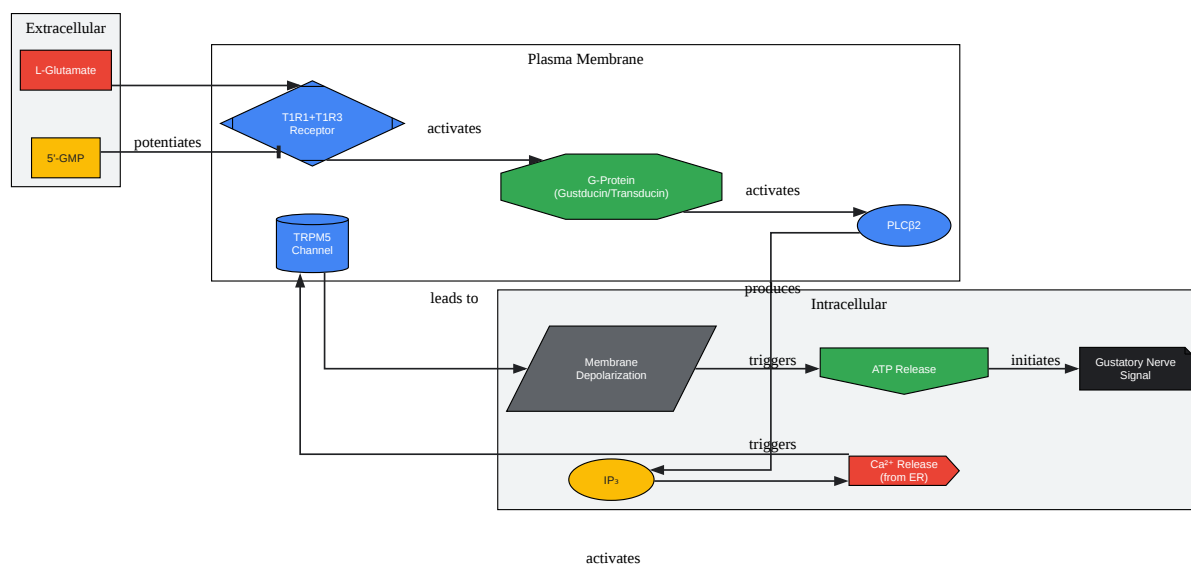 Extracellular
L-Glutamate
5'-GMP
potentiates
Plasma Membrane
T1R1+T1R3
Receptor
activates
G-Protein
(Gustducin/Transducin)
activates
PLCβ2
TRPM5
Channel
leads to
produces
Intracellular
Membrane
Depolarization
triggers
ATP Release
initiates
Gustatory Nerve
Signal
triggers
IP₃
Ca²⁺ Release
(from ER)
activates